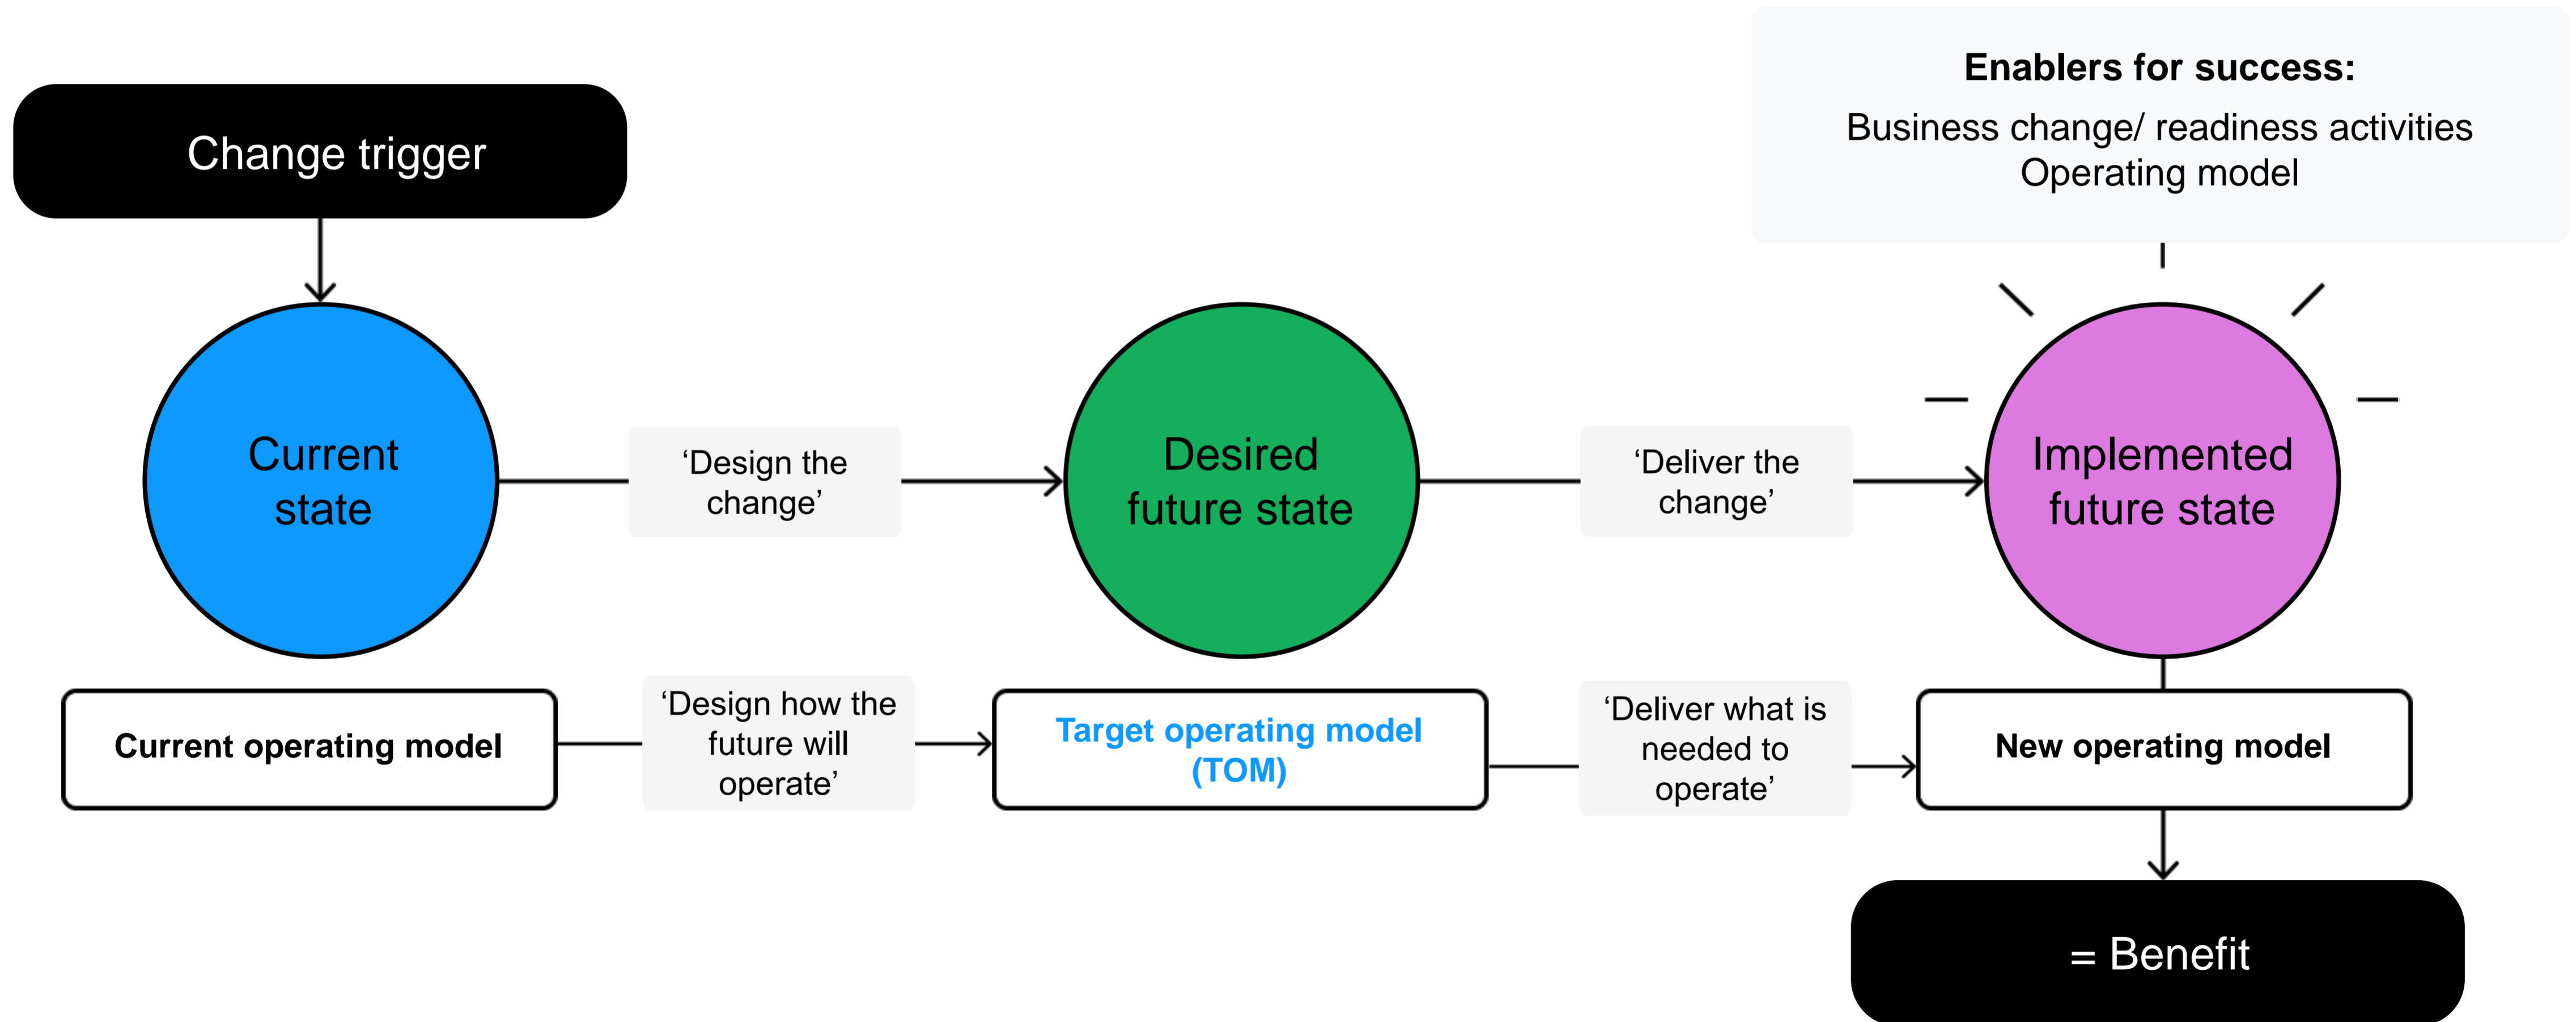 Enablers for success:
Business change/ readiness activities
Operating model
Change trigger
Current
state
‘Design the
change’
Desired
future state
‘Deliver the
change’
Implemented
future state
Current operating model
‘Design how the
future will
operate’
Target operating model
(TOM)
‘Deliver what is
needed to
operate’
New operating model
= Benefit